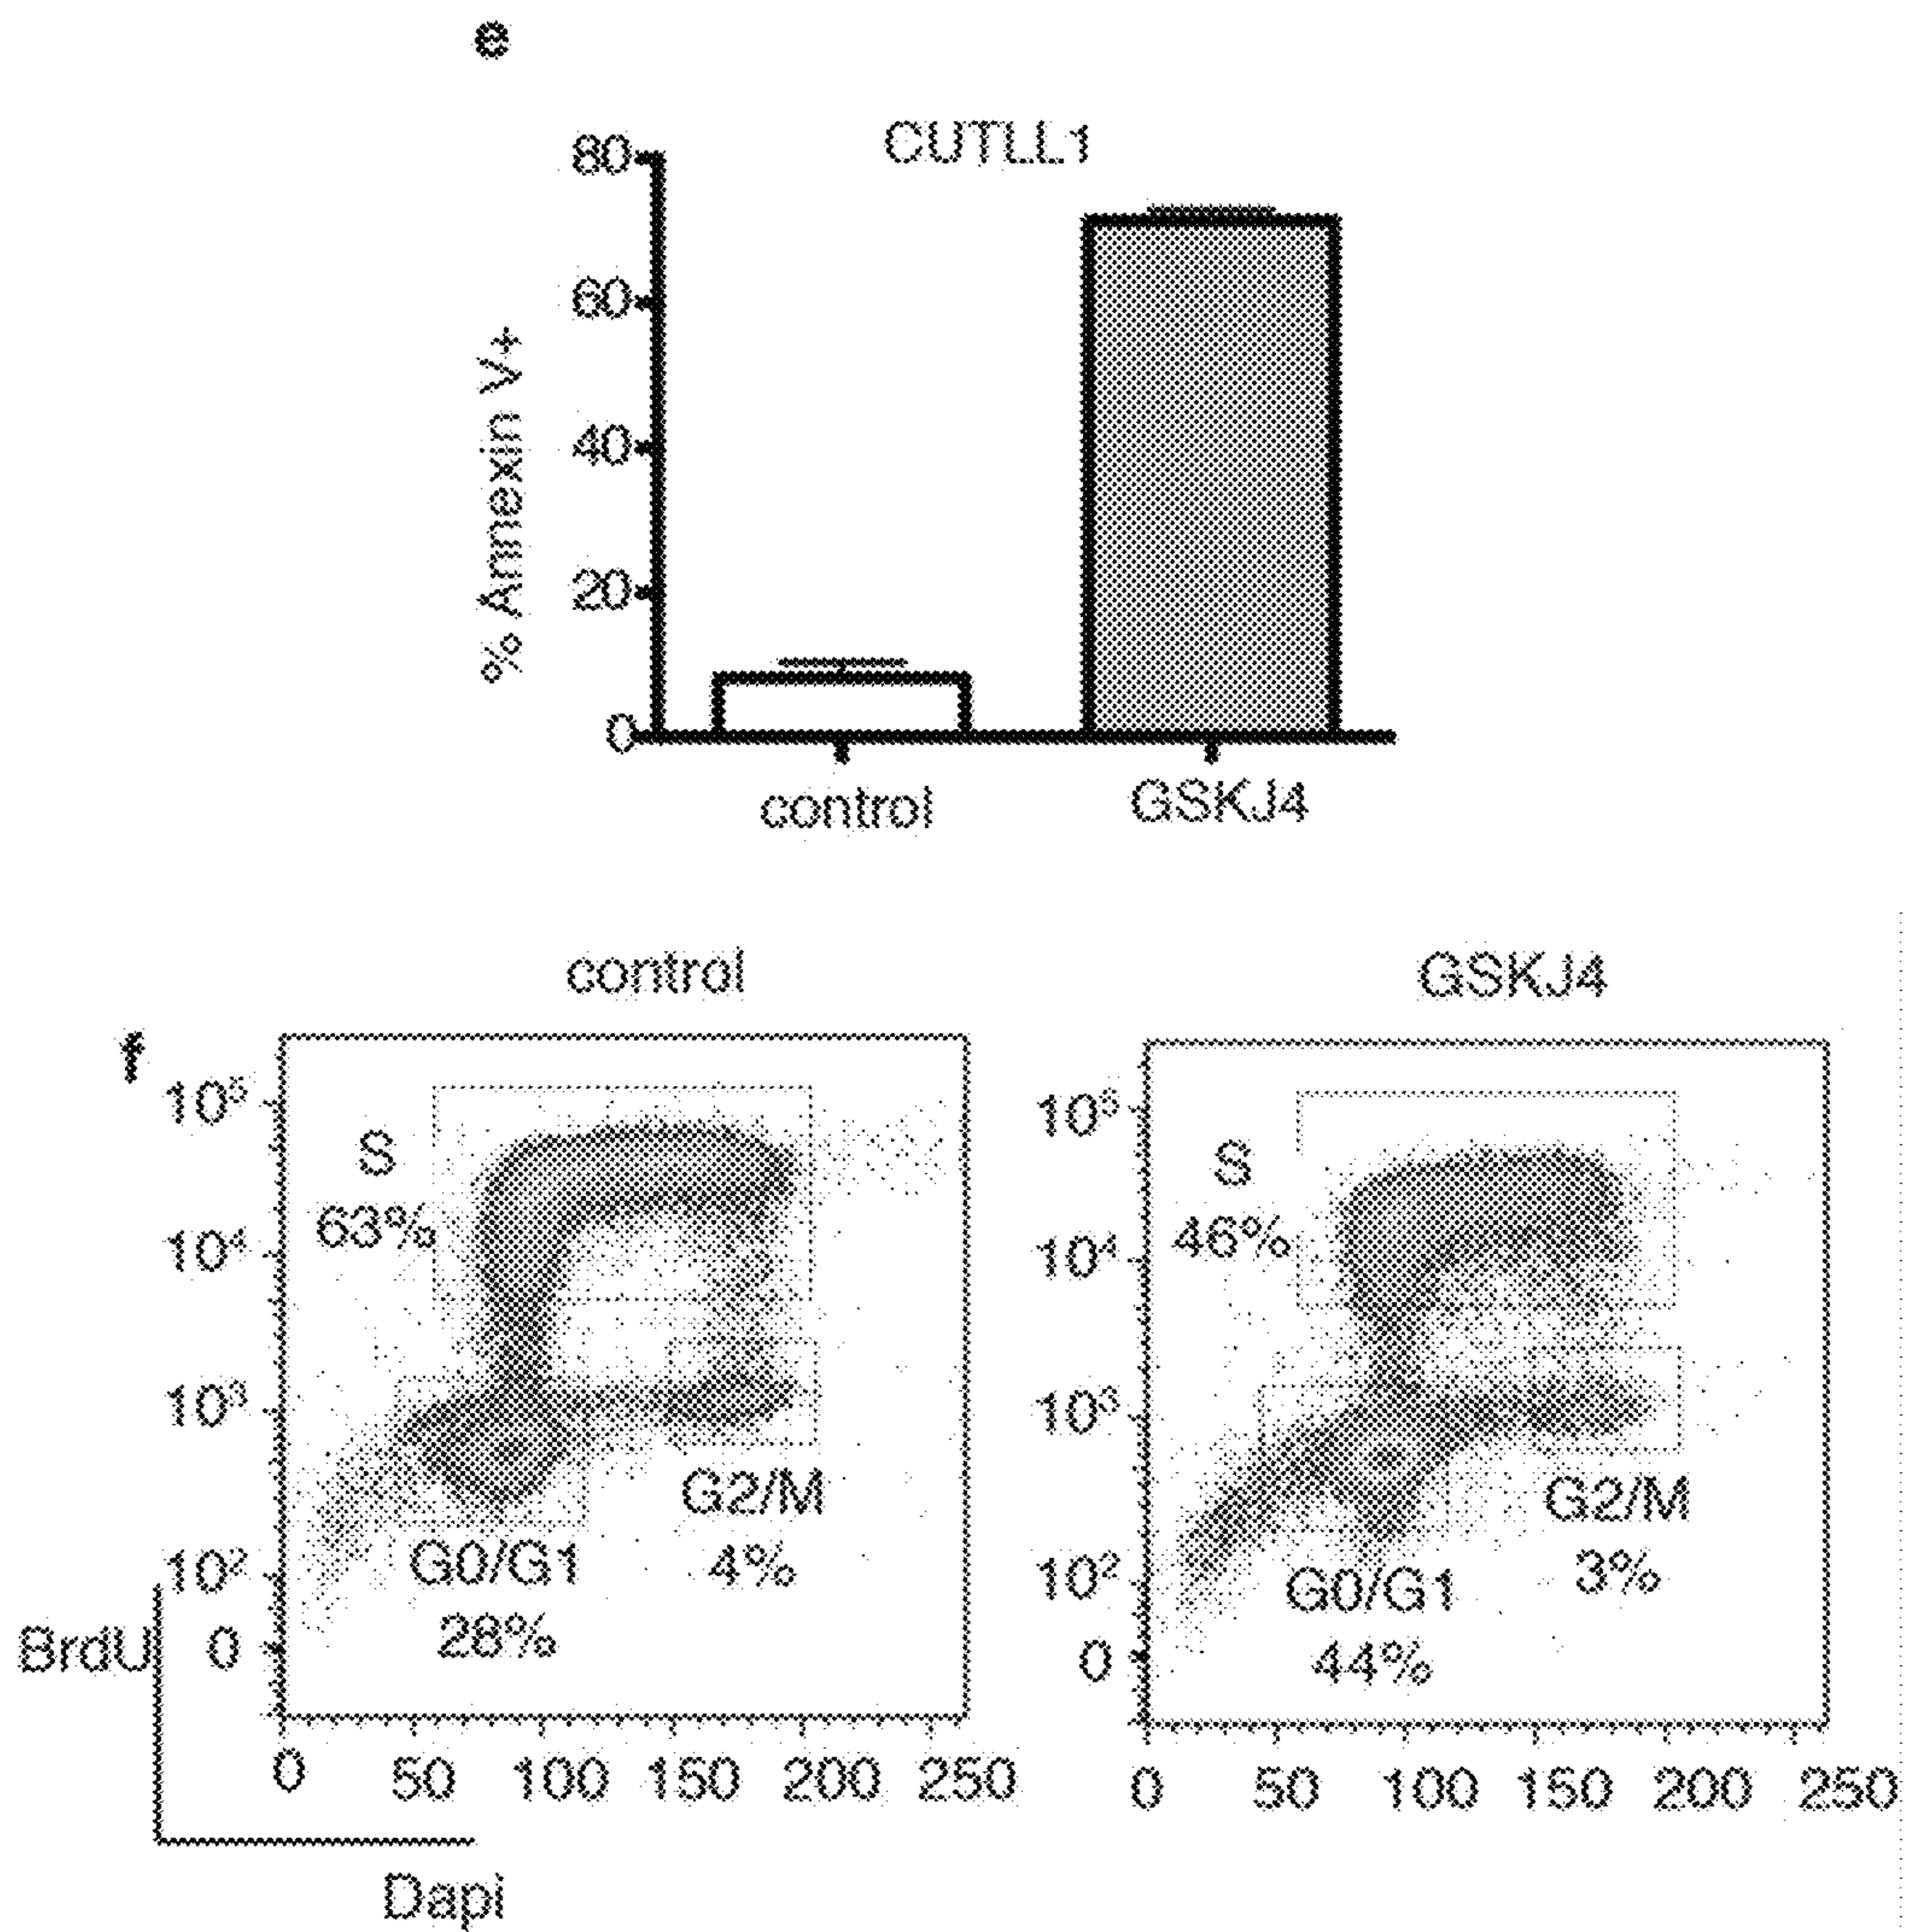 e
CUTLL1
80
60
40
20
0
% Annexin V+
control
GSKJ4
f
control
10⁵
10⁴
10³
10²
0
S
63%
G0/G1
28%
G2/M
4%
0 50 100 150 200 250
BrdU
Dapi
GSKJ4
10⁵
10⁴
10³
10²
0
S
46%
G0/G1
44%
G2/M
3%
0 50 100 150 200 250